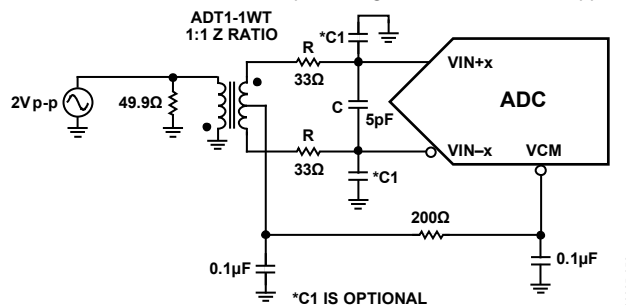 ADT1-1WT
1:1 Z RATIO
*C1
R
33Ω
VIN+x
2V p-p
49.9Ω
C
5pF
ADC
R
33Ω
VIN–x
VCM
*C1
200Ω
0.1µF
0.1µF
*C1 IS OPTIONAL